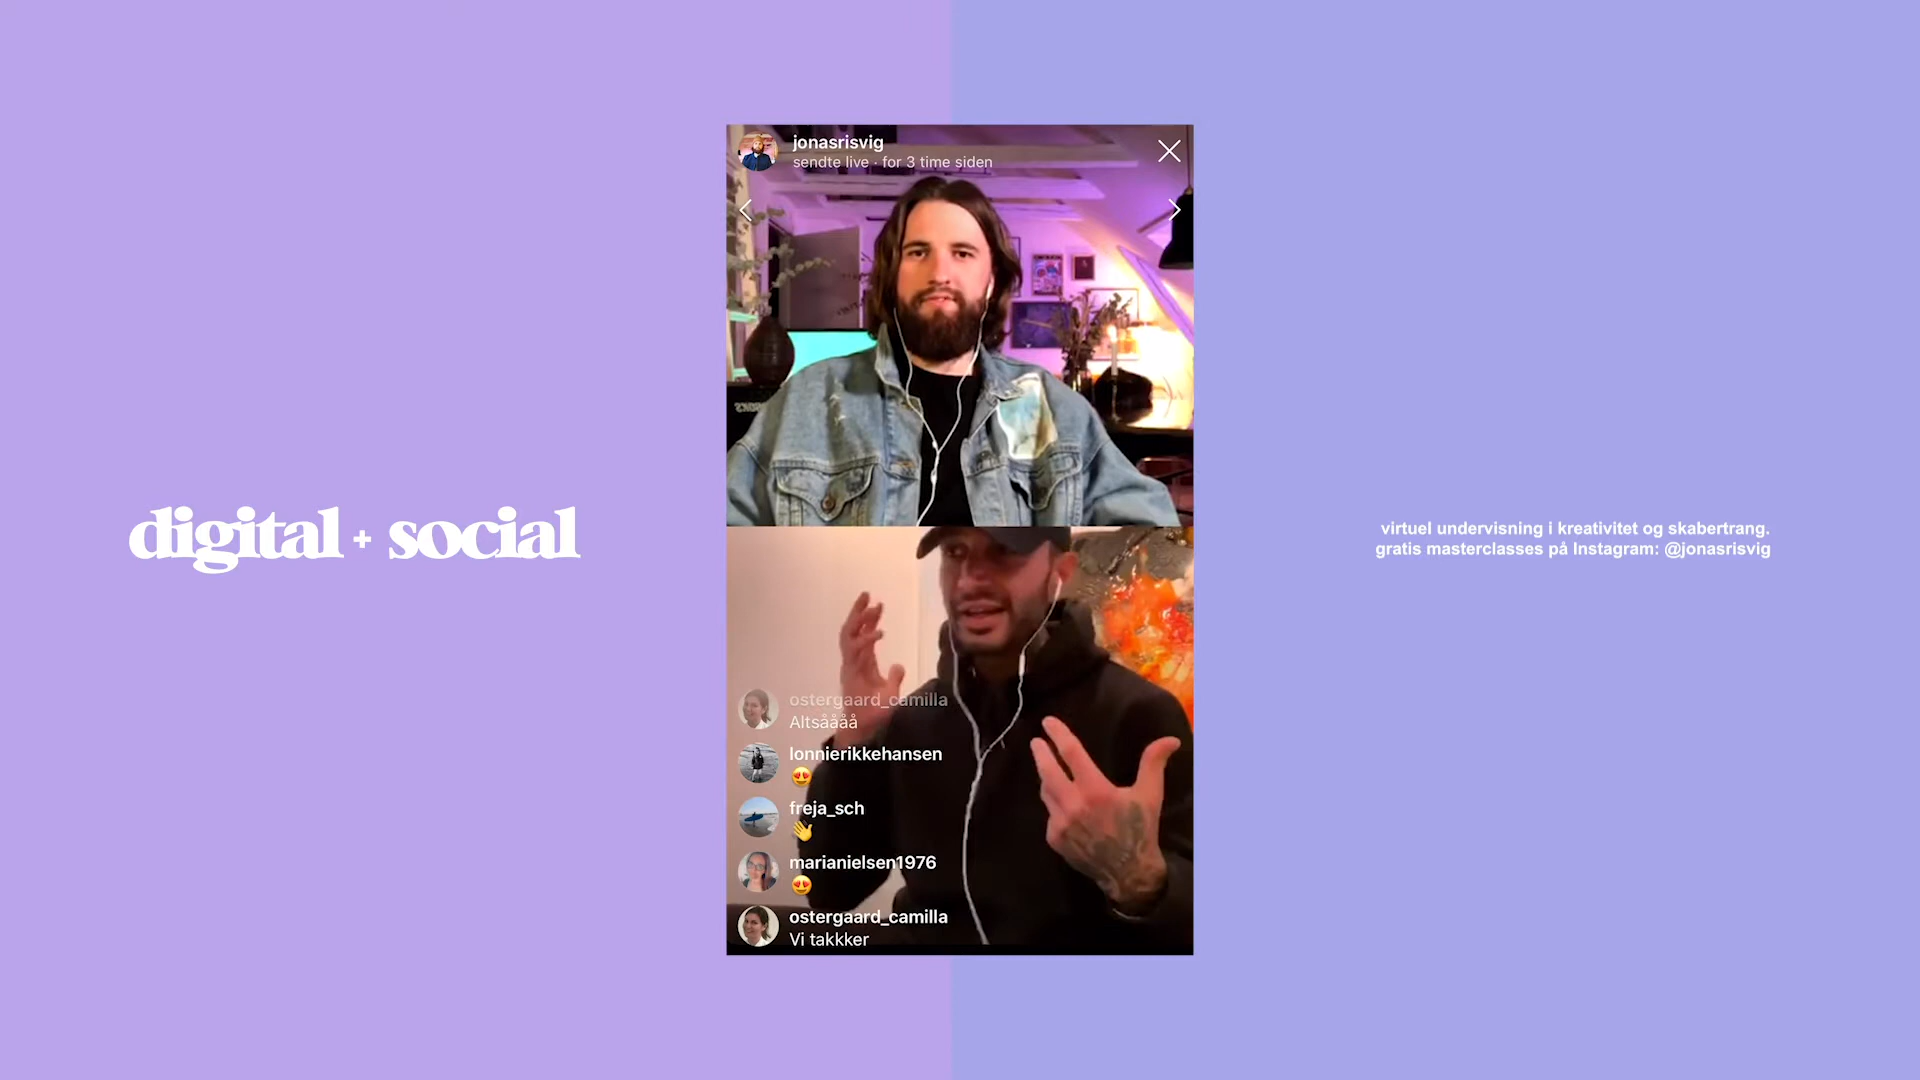 jonasrisvig
sendte live · for 3 time siden
digital + social
virtuel undervisning i kreativitet og skabertrang.
gratis masterclasses på Instagram: @jonasrisvig
ostergaard_camilla
Altsåååå
lonnierikkehansen
😍
freja_sch
👋
marianielsen1976
😍
ostergaard_camilla
Vi takkker